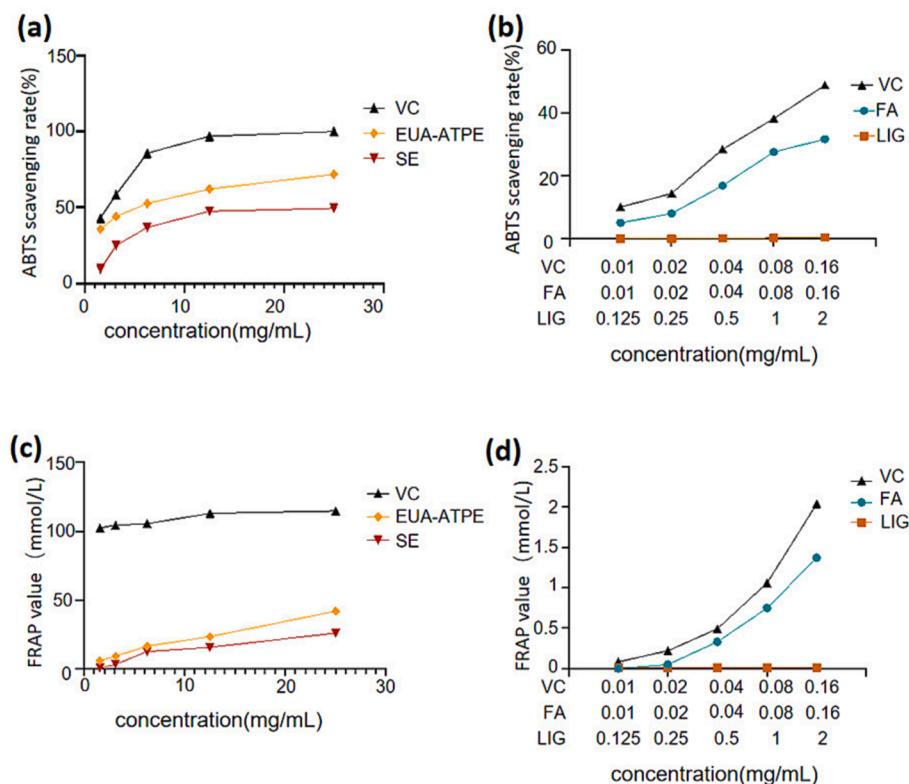 (a)
150
100
50
0
ABTS scavenging rate(%)
VC
EUA-ATPE
SE
0 10 20 30
concentration(mg/mL)
(b)
60
40
20
0
ABTS scavenging rate(%)
VC
FA
LIG
VC 0.01 0.02 0.04 0.08 0.16
FA 0.01 0.02 0.04 0.08 0.16
LIG 0.125 0.25 0.5 1 2
concentration(mg/mL)
(c)
150
100
50
0
FRAP value (mmol/L)
VC
EUA-ATPE
SE
0 10 20 30
concentration(mg/mL)
(d)
2.5
2
1.5
1
0.5
0
FRAP value (mmol/L)
VC
FA
LIG
VC 0.01 0.02 0.04 0.08 0.16
FA 0.01 0.02 0.04 0.08 0.16
LIG 0.125 0.25 0.5 1 2
concentration(mg/mL)